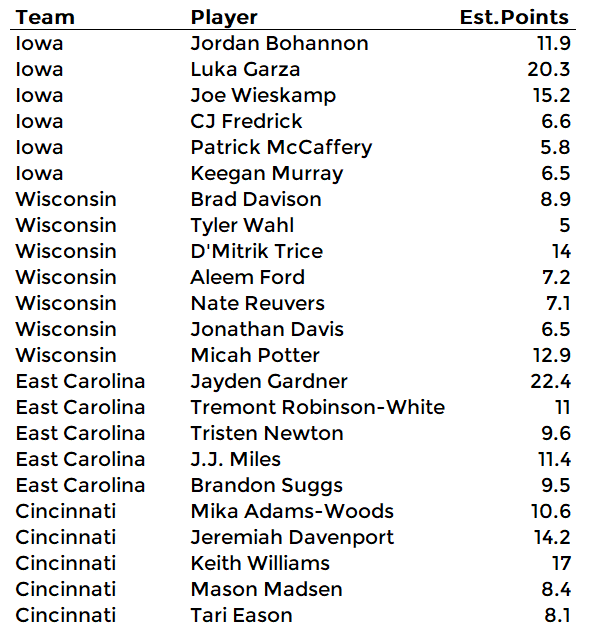 Team Player Est.Points
Iowa Jordan Bohannon 11.9
Iowa Luka Garza 20.3
Iowa Joe Wieskamp 15.2
Iowa CJ Fredrick 6.6
Iowa Patrick McCaffery 5.8
Iowa Keegan Murray 6.5
Wisconsin Brad Davison 8.9
Wisconsin Tyler Wahl 5
Wisconsin D'Mitrik Trice 14
Wisconsin Aleem Ford 7.2
Wisconsin Nate Reuvers 7.1
Wisconsin Jonathan Davis 6.5
Wisconsin Micah Potter 12.9
East Carolina Jayden Gardner 22.4
East Carolina Tremont Robinson-White 11
East Carolina Tristen Newton 9.6
East Carolina J.J. Miles 11.4
East Carolina Brandon Suggs 9.5
Cincinnati Mika Adams-Woods 10.6
Cincinnati Jeremiah Davenport 14.2
Cincinnati Keith Williams 17
Cincinnati Mason Madsen 8.4
Cincinnati Tari Eason 8.1